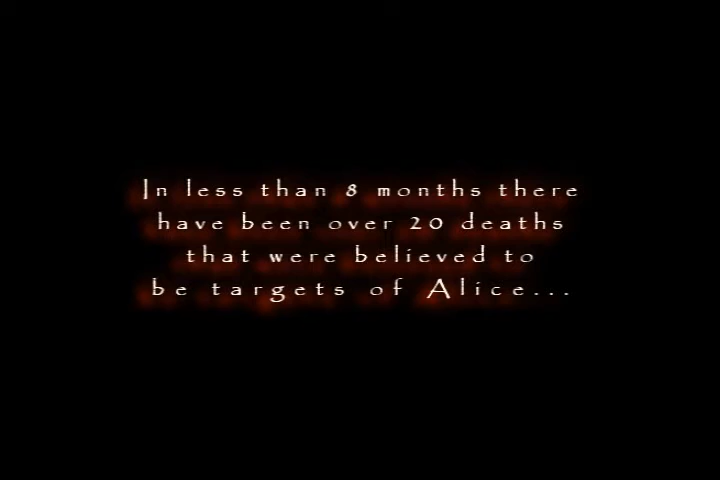 In less than 8 months there
have been over 20 deaths
that were believed to
be targets of Alice...